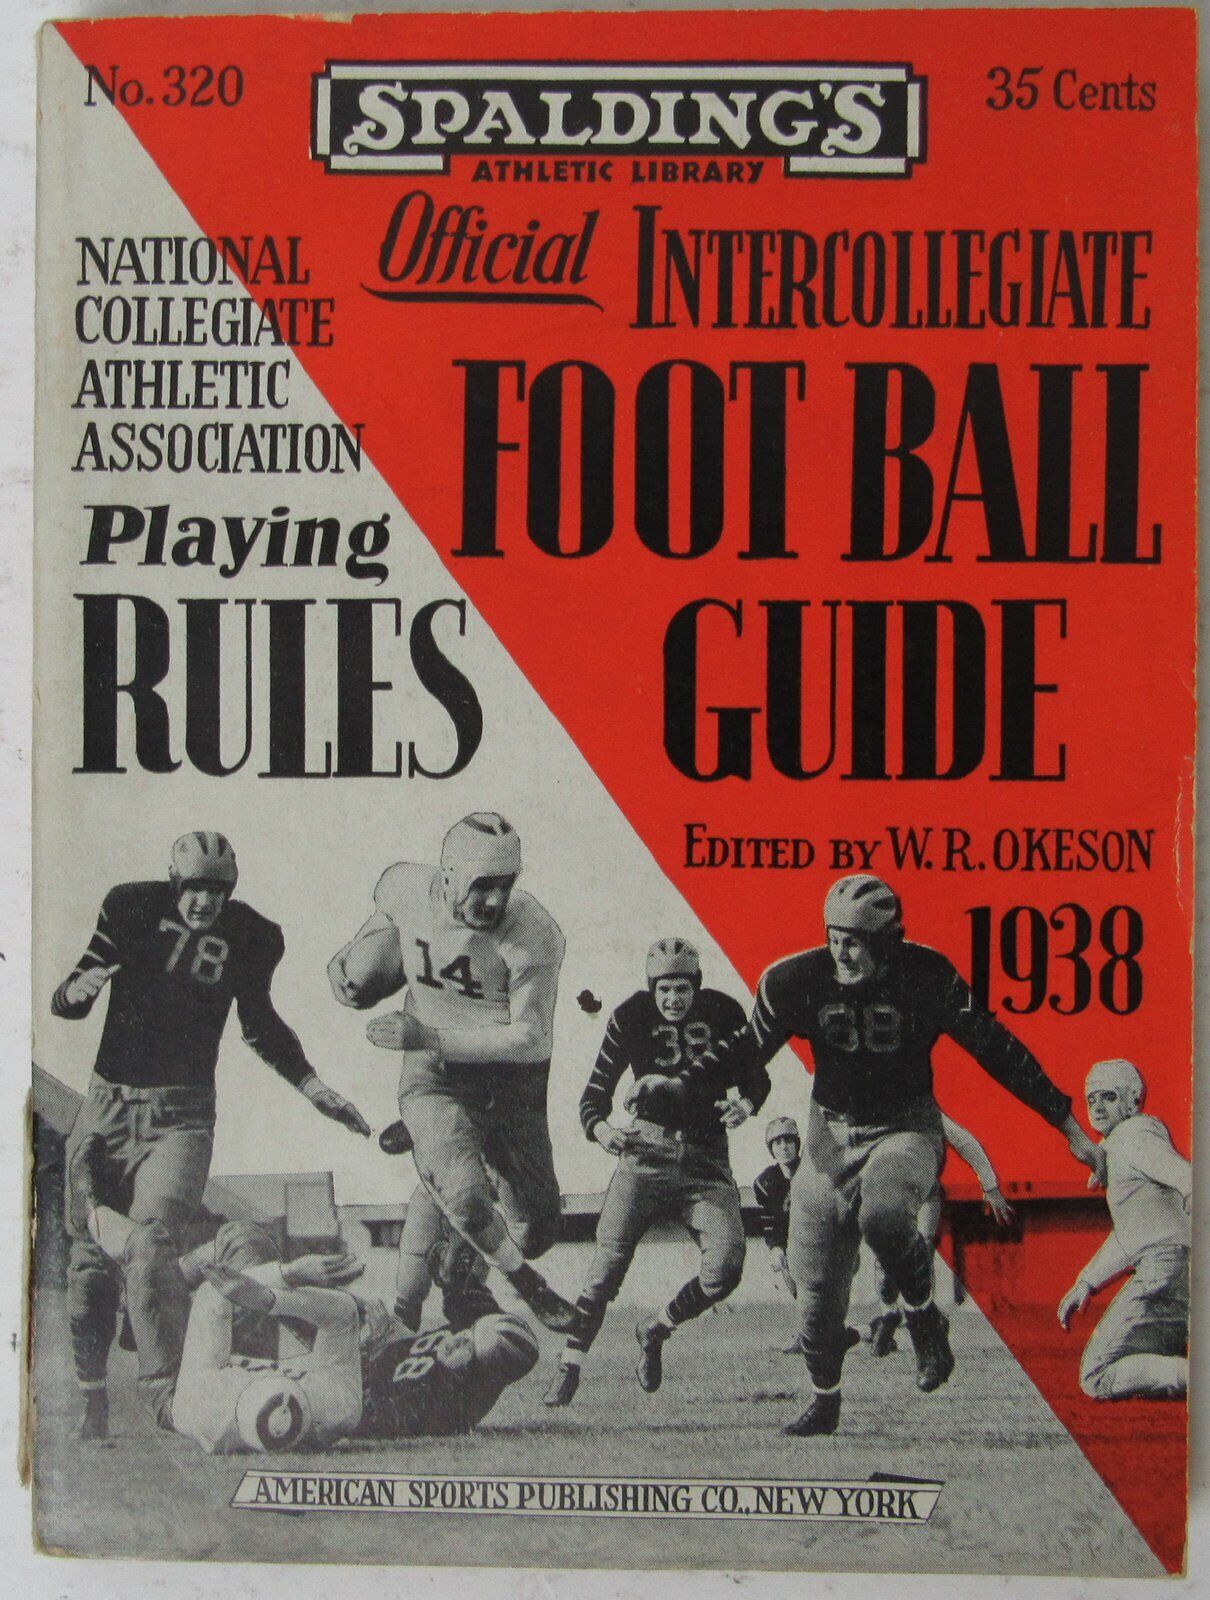 No. 320
SPALDING'S
35 Cents
ATHLETIC LIBRARY
Official INTERCOLLEGIATE
FOOT BALL
GUIDE
NATIONAL
COLLEGIATE
ATHLETIC
ASSOCIATION
Playing
RULES
EDITED BY W. R. OKESON
1938
78
14
38
68
88
AMERICAN SPORTS PUBLISHING CO., NEW YORK